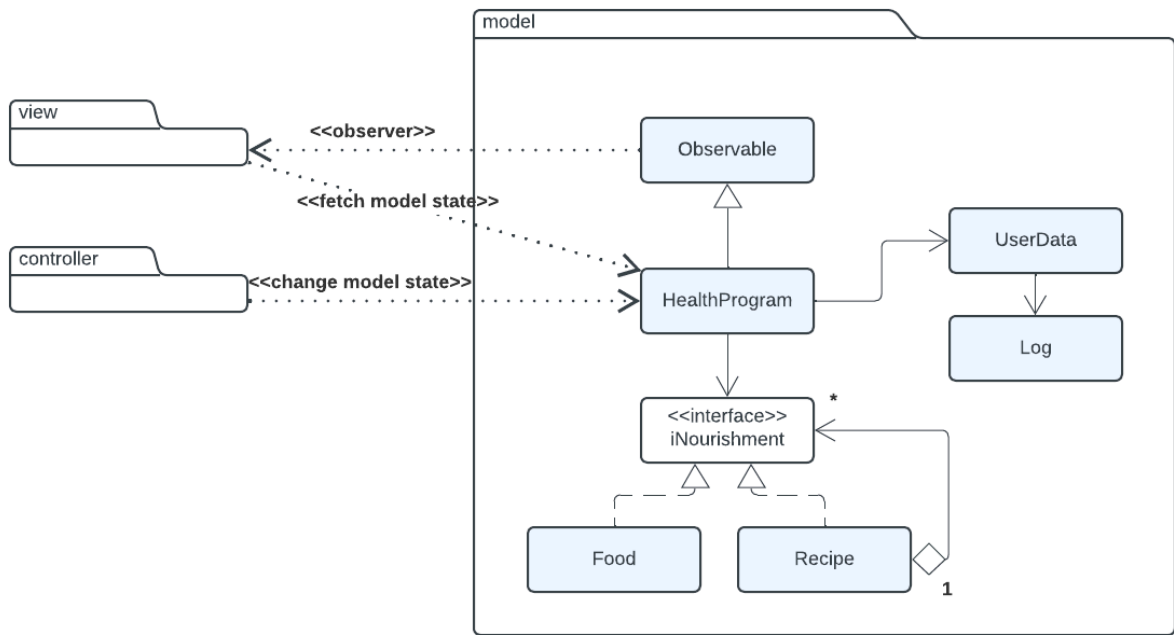 model
view
<<observer>>
Observable
<<fetch model state>>
UserData
controller
<<change model state>>
HealthProgram
Log
*
<<interface>>
iNourishment
Food
Recipe
1